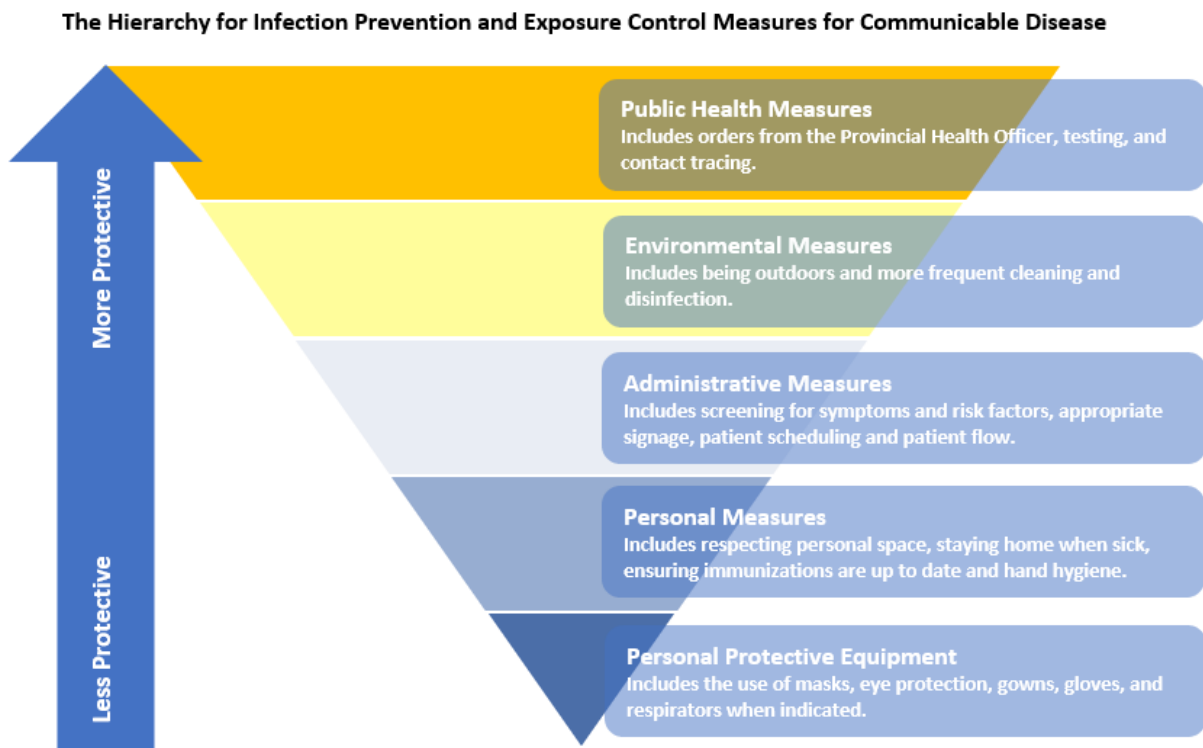 The Hierarchy for Infection Prevention and Exposure Control Measures for Communicable Disease
More Protective
Less Protective
Public Health Measures
Includes orders from the Provincial Health Officer, testing, and
contact tracing.
Environmental Measures
Includes being outdoors and more frequent cleaning and
disinfection.
Administrative Measures
Includes screening for symptoms and risk factors, appropriate
signage, patient scheduling and patient flow.
Personal Measures
Includes respecting personal space, staying home when sick,
ensuring immunizations are up to date and hand hygiene.
Personal Protective Equipment
Includes the use of masks, eye protection, gowns, gloves, and
respirators when indicated.